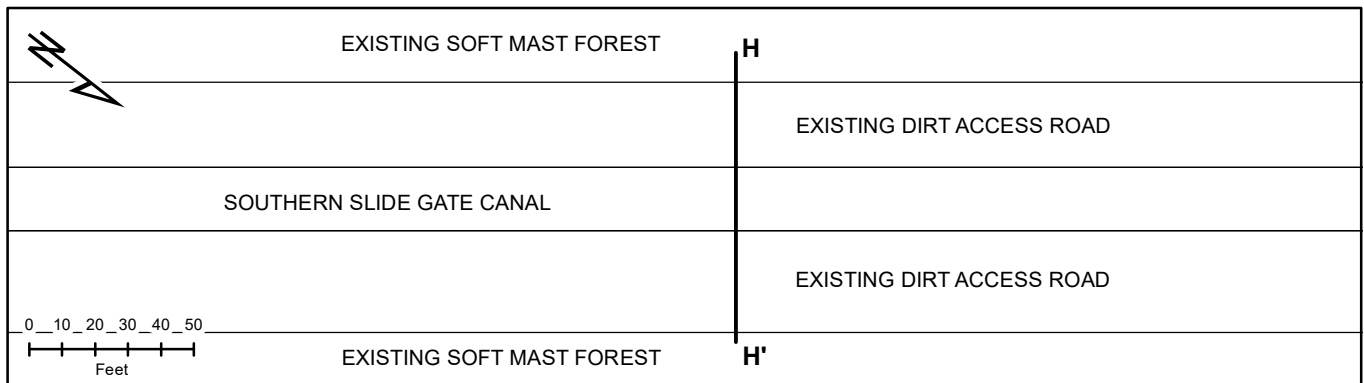 N
EXISTING SOFT MAST FOREST
H
EXISTING DIRT ACCESS ROAD
SOUTHERN SLIDE GATE CANAL
EXISTING DIRT ACCESS ROAD
0 10 20 30 40 50
Feet
EXISTING SOFT MAST FOREST
H'